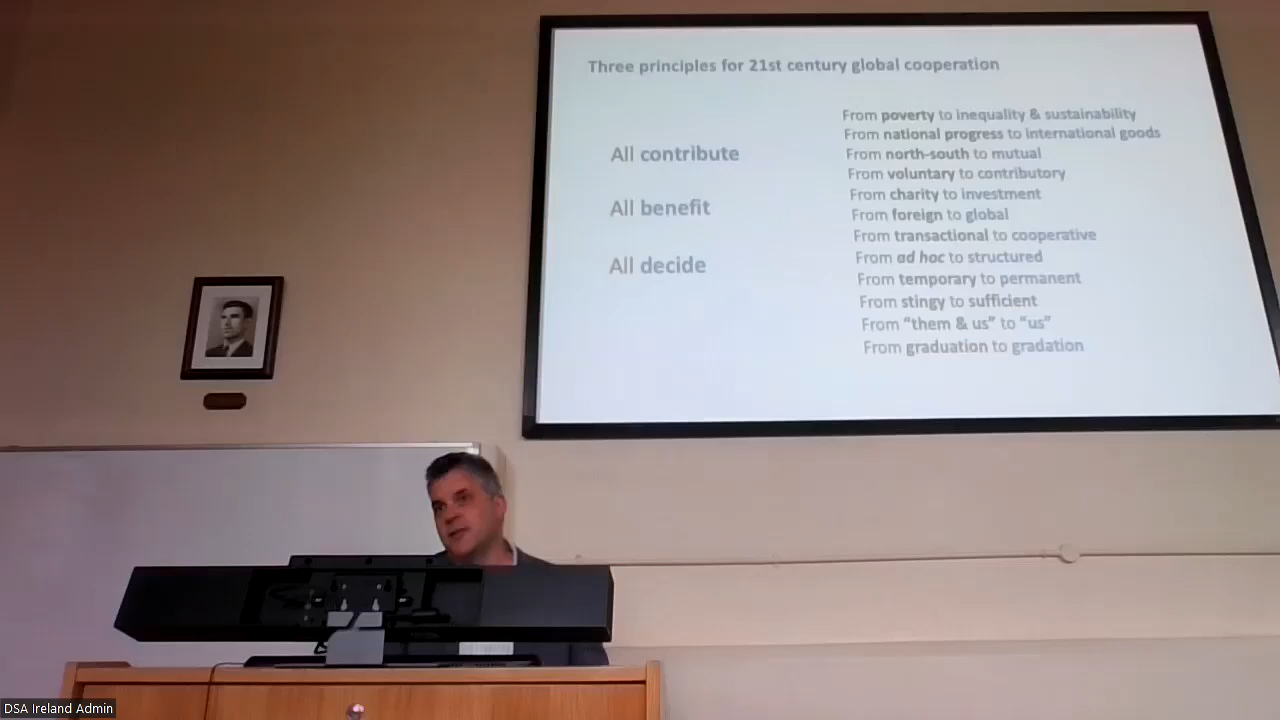 Three principles for 21st century global cooperation
All contribute
All benefit
All decide
From poverty to inequality & sustainability
From national progress to international goods
From north-south to mutual
From voluntary to contributory
From charity to investment
From foreign to global
From transactional to cooperative
From ad hoc to structured
From temporary to permanent
From stingy to sufficient
From “them & us” to “us”
From graduation to gradation
DSA Ireland Admin